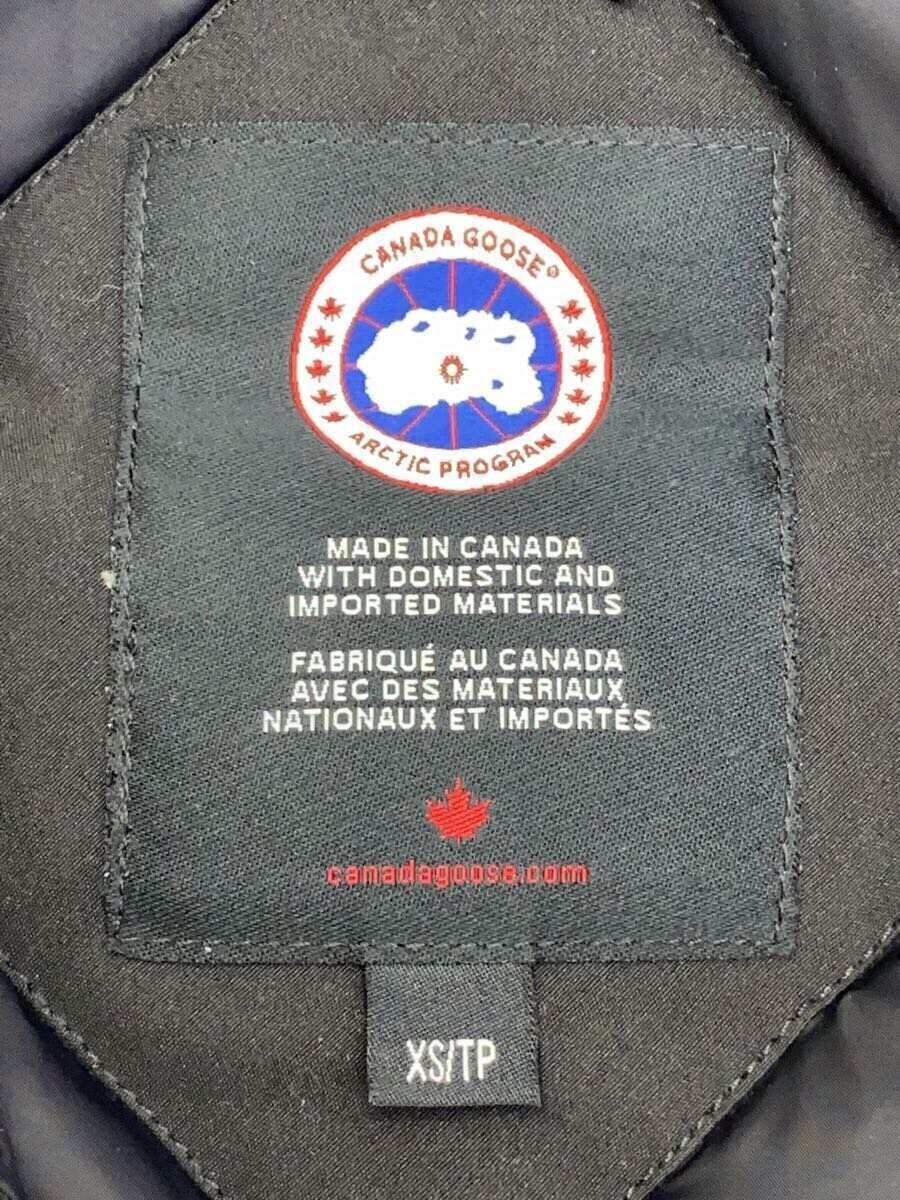 CANADA GOOSE®
ARCTIC PROGRAM
MADE IN CANADA
WITH DOMESTIC AND
IMPORTED MATERIALS
FABRIQUÉ AU CANADA
AVEC DES MATERIAUX
NATIONAUX ET IMPORTÉS
canadagoose.com
XS/TP